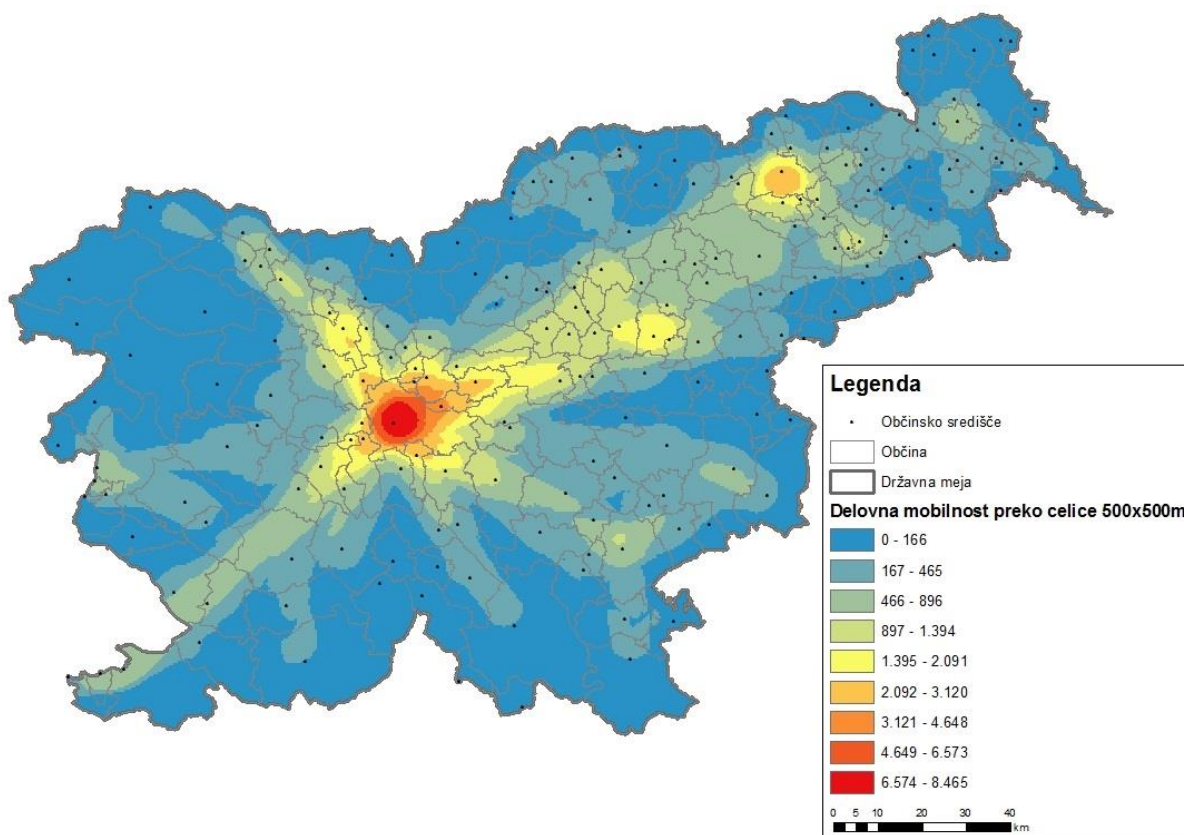 Legenda
Občinsko središče
Občina
Državna meja
Delovna mobilnost preko celice 500x500m
0 - 166
167 - 465
466 - 896
897 - 1.394
1.395 - 2.091
2.092 - 3.120
3.121 - 4.648
4.649 - 6.573
6.574 - 8.465
0 5 10 20 30 40
km